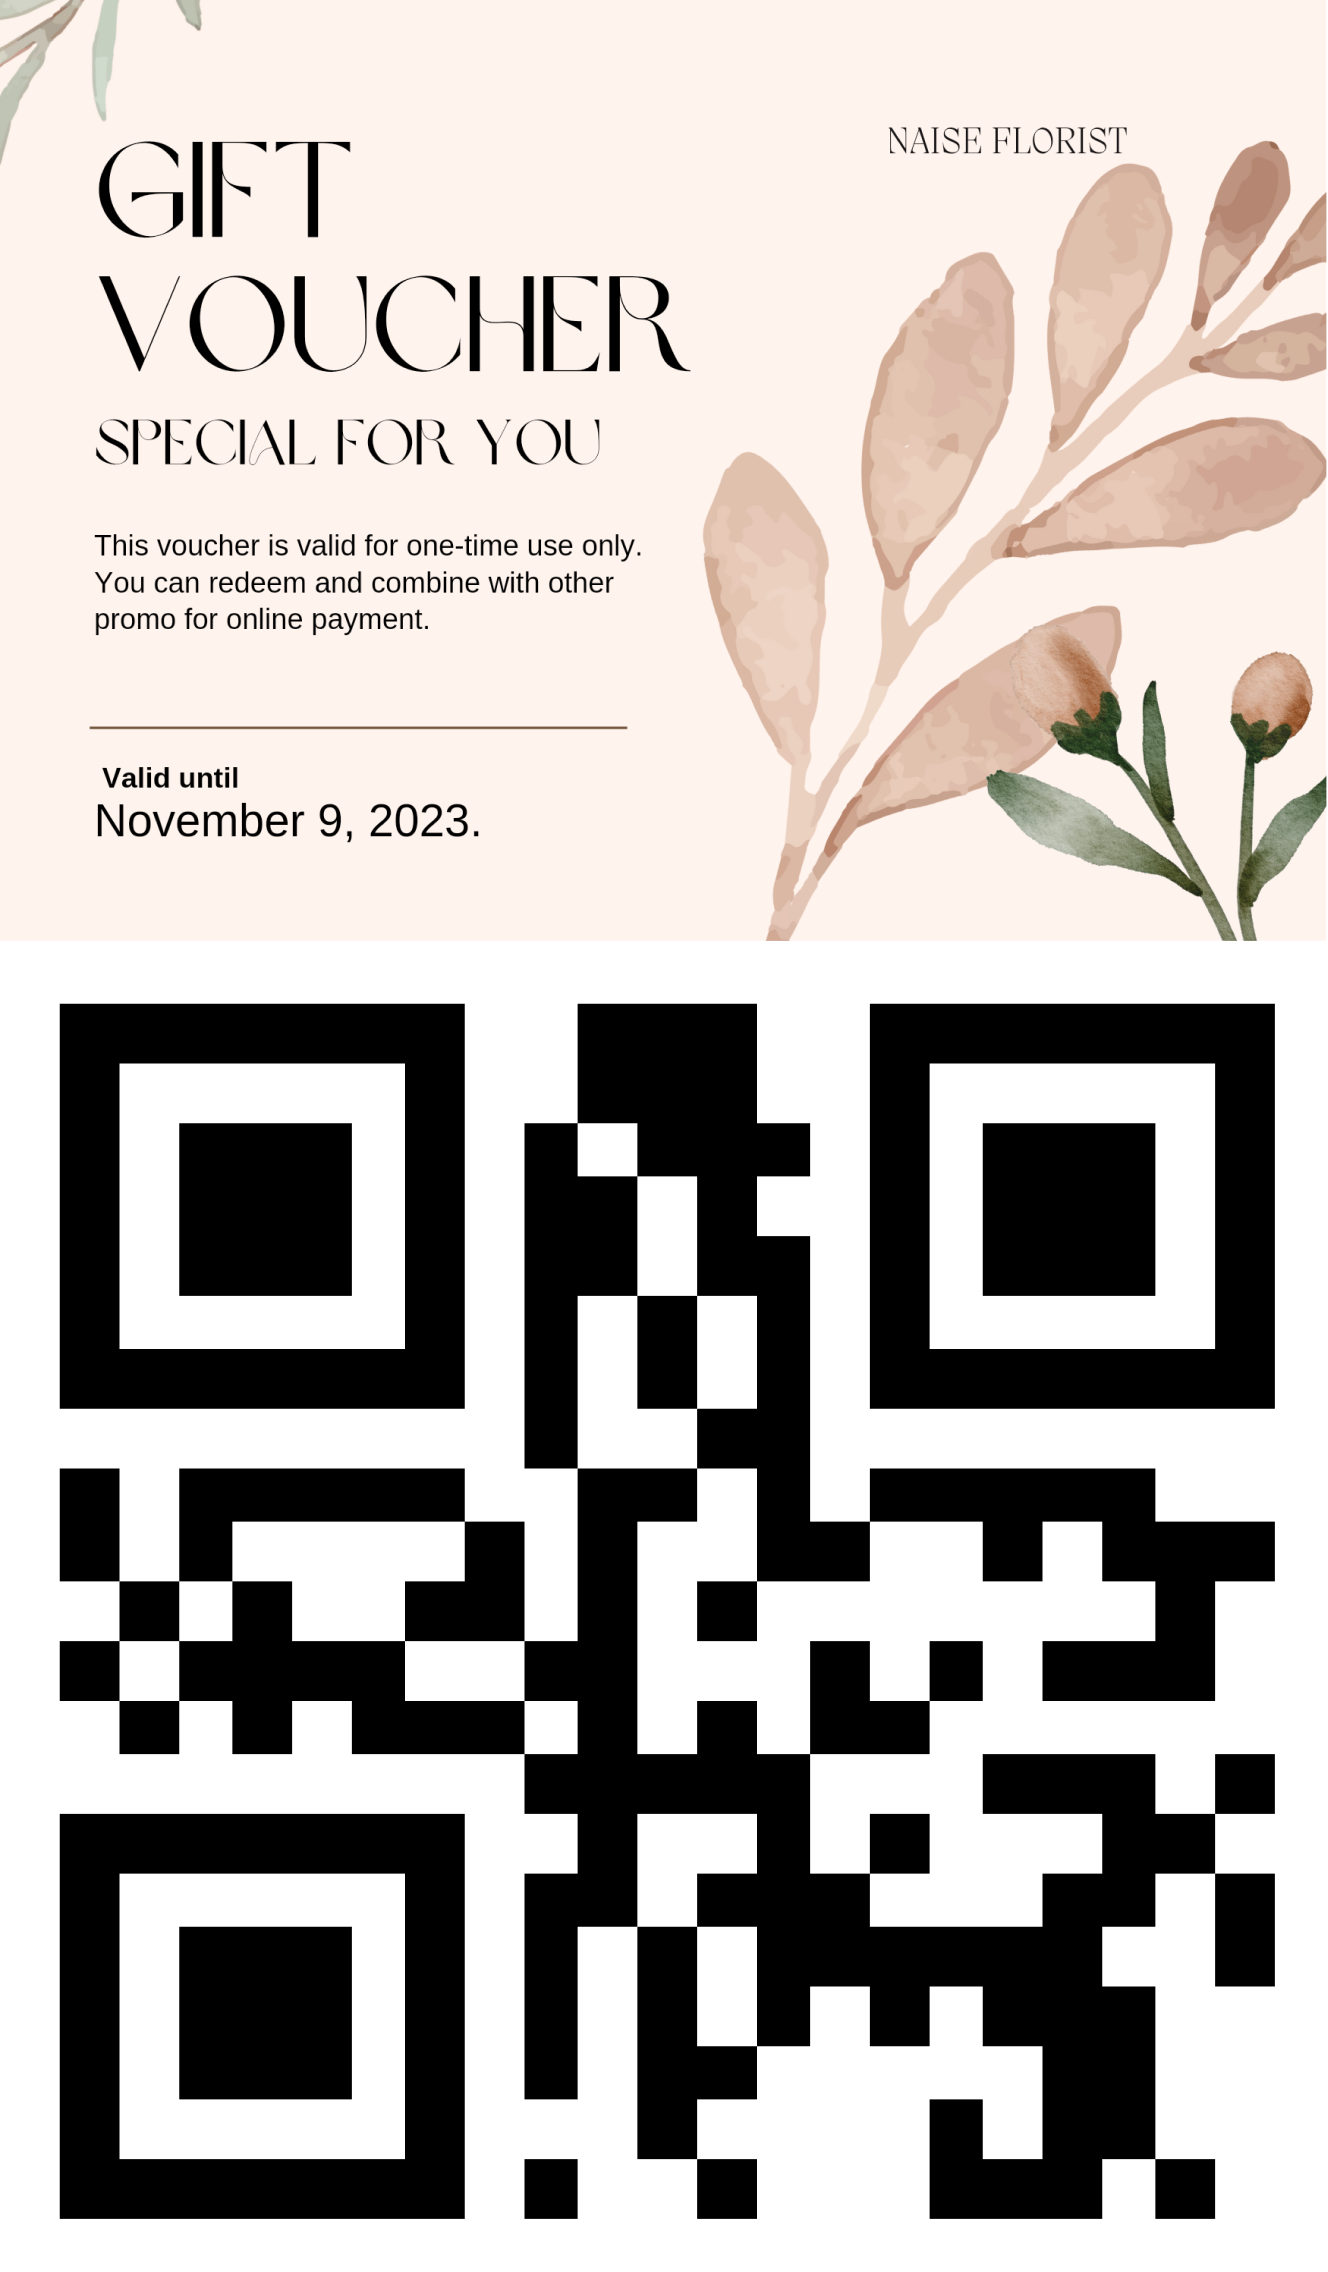 NAISE FLORIST
GIFT
VOUCHER
SPECIAL FOR YOU
This voucher is valid for one-time use only.
You can redeem and combine with other
promo for online payment.
Valid until
November 9, 2023.